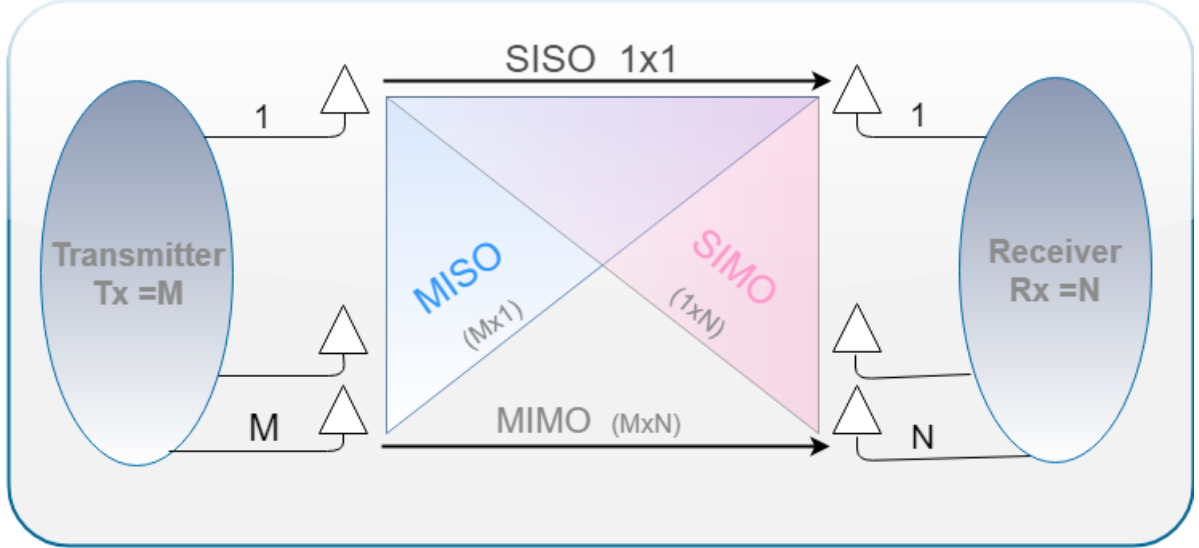 SISO 1x1
1
1
Transmitter
Tx =M
MISO
(Mx1)
SIMO
(1xN)
Receiver
Rx =N
M
MIMO (MxN)
N